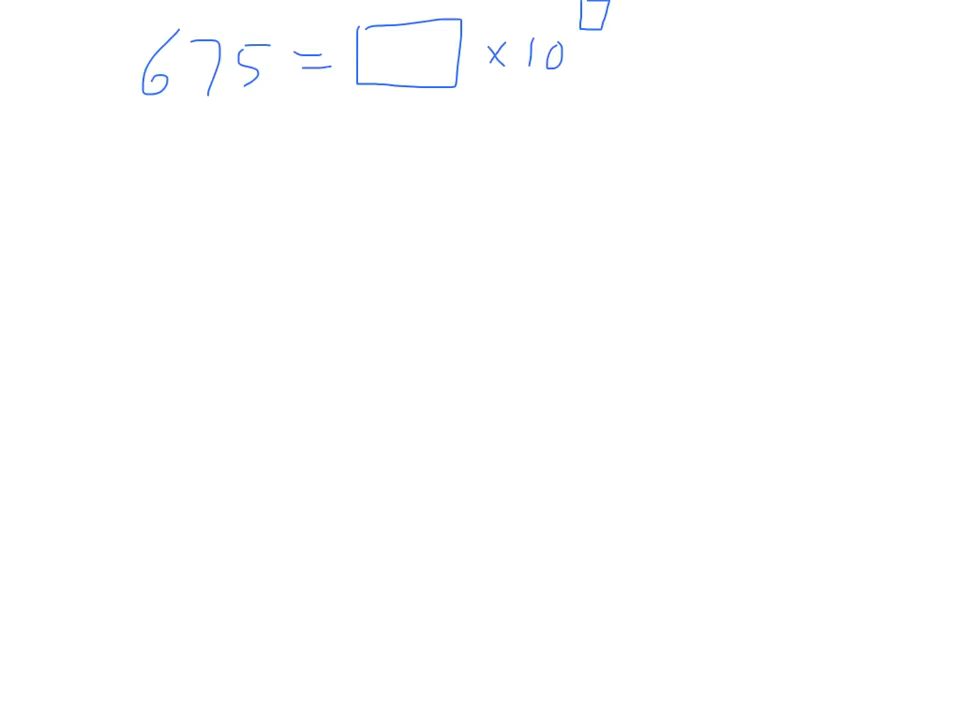 675 = □ × 10^□